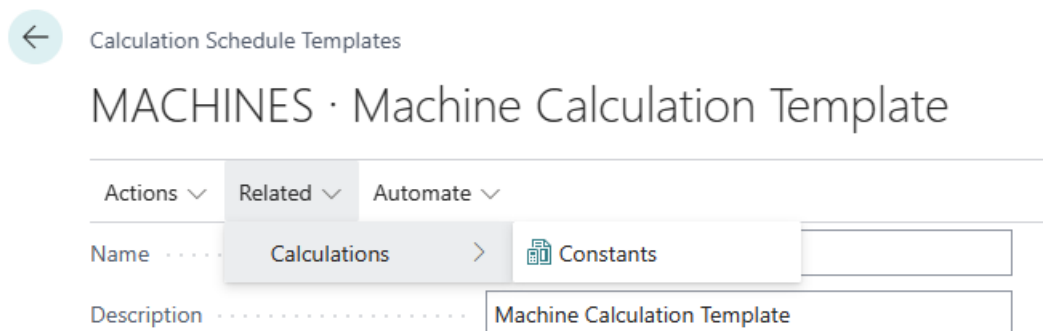 Calculation Schedule Templates
MACHINES · Machine Calculation Template
Actions Related Automate
Name Calculations Constants
Description Machine Calculation Template